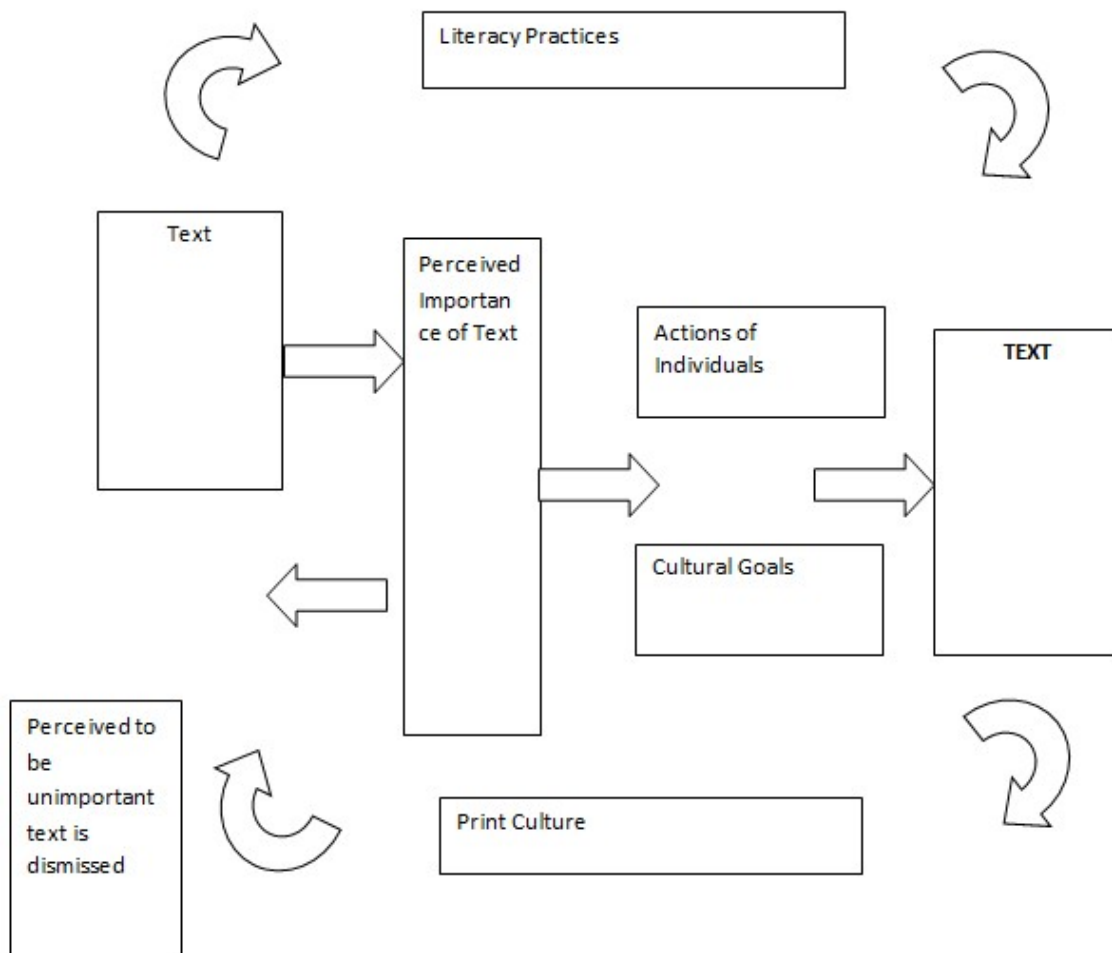 Literacy Practices
Text
Perceived
Importan
ce of Text
Actions of
Individuals
TEXT
Cultural Goals
Perceived to
be
unimportant
text is
dismissed
Print Culture